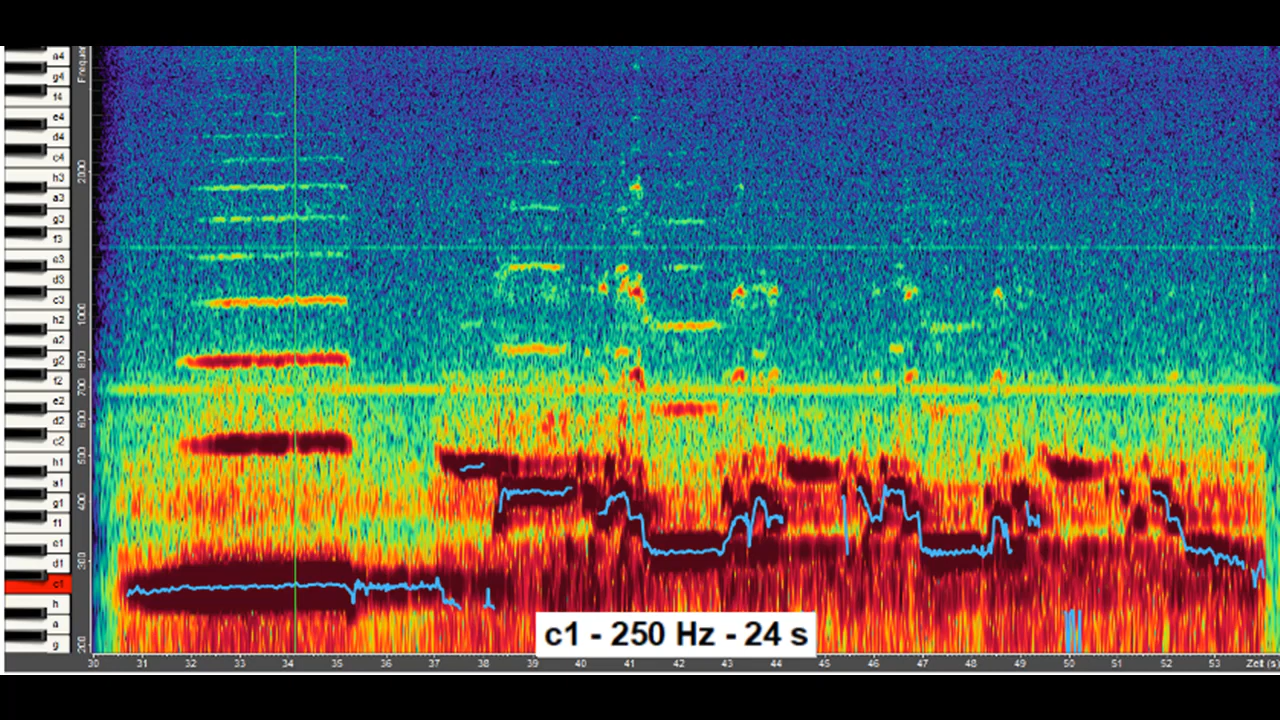 a4
g4
f4
e4
d4
c4
h3
a3
g3
f3
e3
d3
c3
h2
a2
g2
f2
e2
d2
c2
h1
a1
g1
f1
e1
d1
c1
h
a
g
2000
1000
800
700
600
500
400
300
200
c1 - 250 Hz - 24 s
30 31 32 33 34 35 36 37 38 39 40 41 42 43 44 45 46 47 48 49 50 51 52 53 Zeit (s)